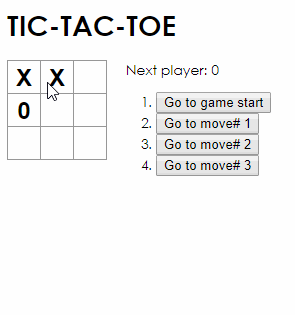 TIC-TAC-TOE
X X
0
Next player: 0
1. Go to game start
2. Go to move# 1
3. Go to move# 2
4. Go to move# 3